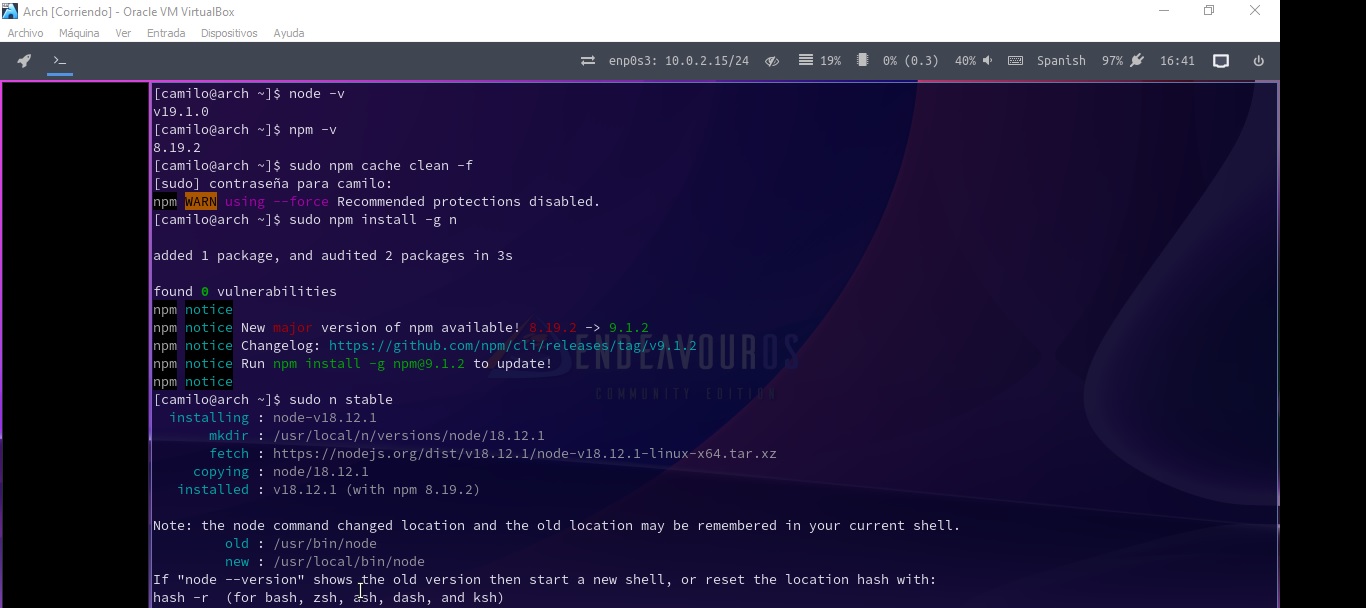 Arch [Corriendo] - Oracle VM VirtualBox
Archivo Máquina Ver Entrada Dispositivos Ayuda
>_ enp0s3: 10.0.2.15/24 19% 0% (0.3) 40% Spanish 97% 16:41
[camilo@arch ~]$ node -v
v19.1.0
[camilo@arch ~]$ npm -v
8.19.2
[camilo@arch ~]$ sudo npm cache clean -f
[sudo] contraseña para camilo:
npm WARN using --force Recommended protections disabled.
[camilo@arch ~]$ sudo npm install -g n
added 1 package, and audited 2 packages in 3s
found 0 vulnerabilities
npm notice
npm notice New major version of npm available! 8.19.2 -> 9.1.2
npm notice Changelog: https://github.com/npm/cli/releases/tag/v9.1.2
npm notice Run npm install -g npm@9.1.2 to update!
npm notice
ENDEAVOUROS
COMMUNITY EDITION
[camilo@arch ~]$ sudo n stable
installing : node-v18.12.1
mkdir : /usr/local/n/versions/node/18.12.1
fetch : https://nodejs.org/dist/v18.12.1/node-v18.12.1-linux-x64.tar.xz
copying : node/18.12.1
installed : v18.12.1 (with npm 8.19.2)
Note: the node command changed location and the old location may be remembered in your current shell.
old : /usr/bin/node
new : /usr/local/bin/node
If "node --version" shows the old version then start a new shell, or reset the location hash with:
hash -r  (for bash, zsh, ash, dash, and ksh)